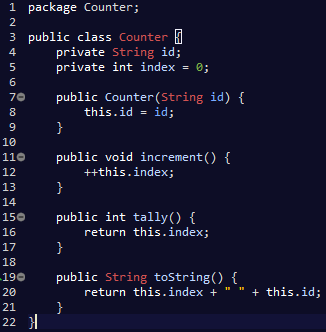 1 package Counter;
2
3 public class Counter {
4     private String id;
5     private int index = 0;
6
7     public Counter(String id) {
8         this.id = id;
9     }
10
11     public void increment() {
12         ++this.index;
13     }
14
15     public int tally() {
16         return this.index;
17     }
18
19     public String toString() {
20         return this.index + " " + this.id;
21     }
22 }